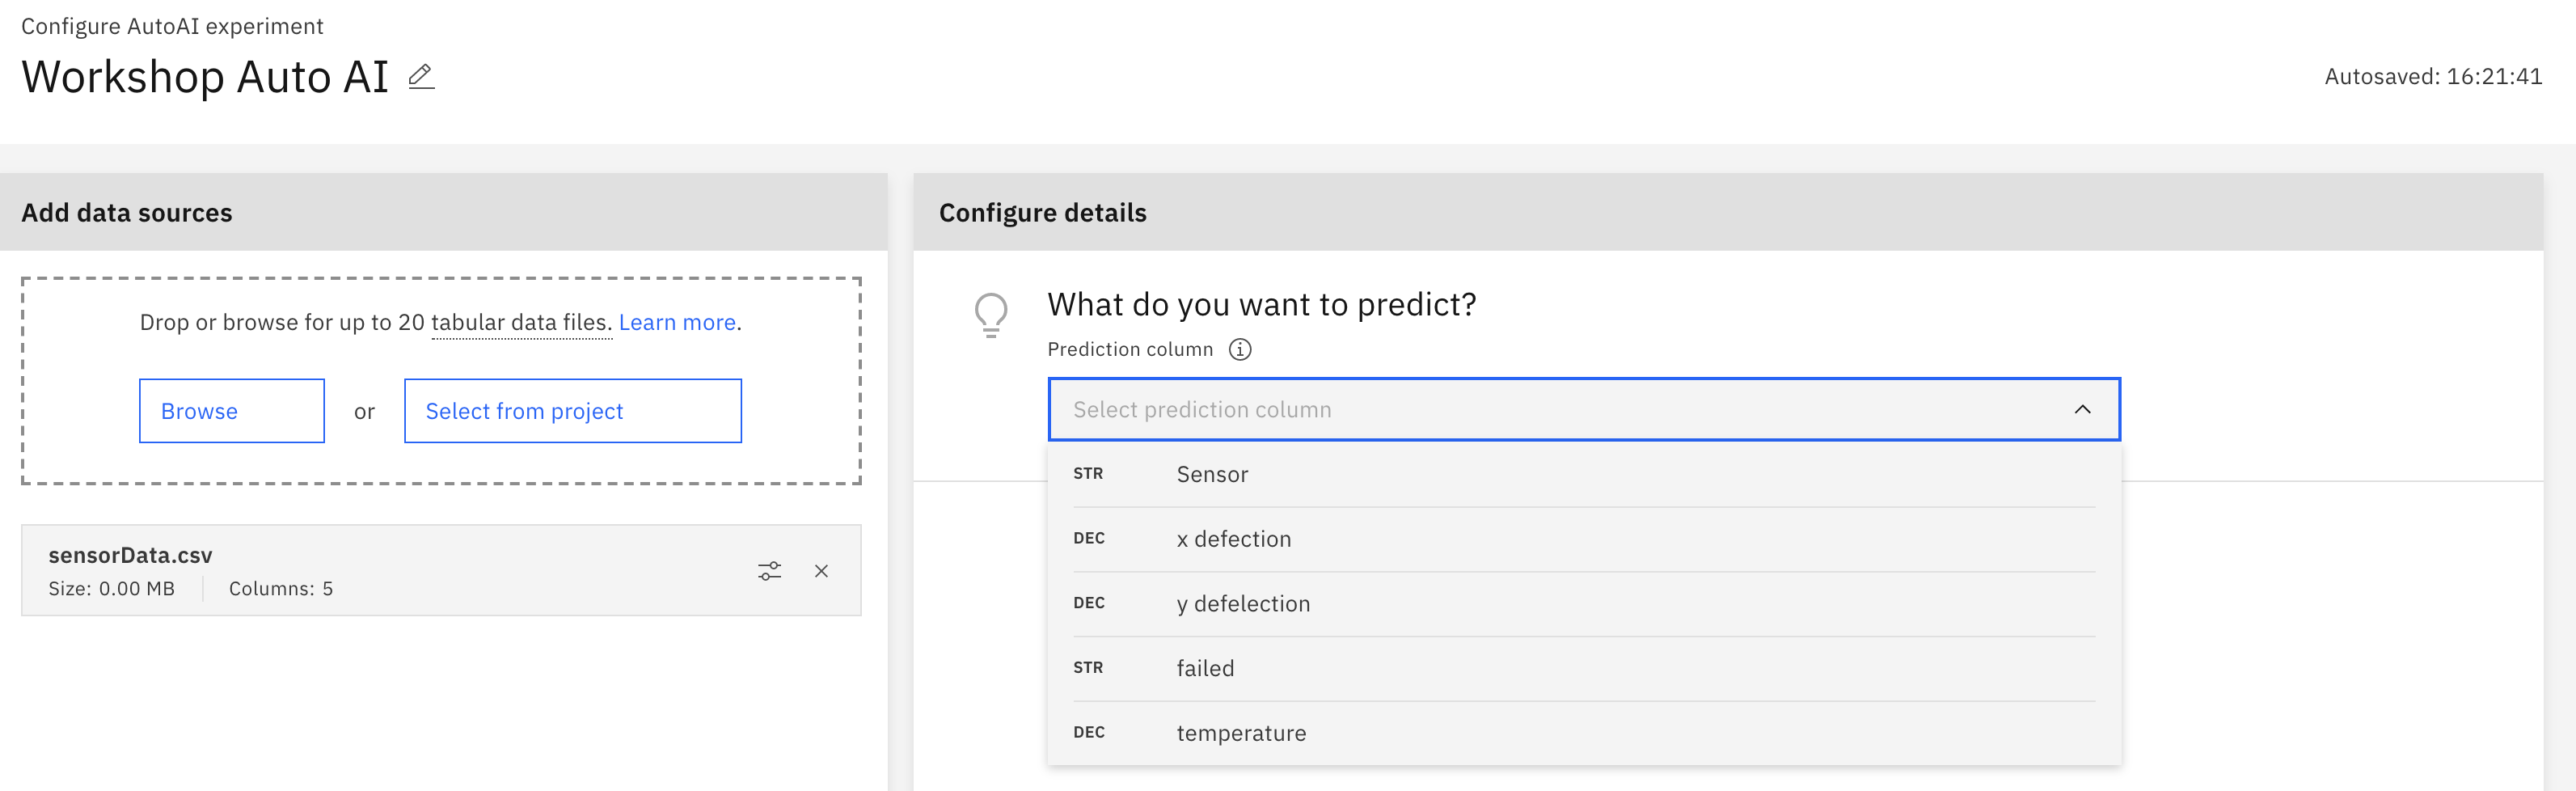 Configure AutoAI experiment
Workshop Auto AI
Autosaved: 16:21:41
Add data sources
Drop or browse for up to 20 tabular data files. Learn more.
Browse or Select from project
sensorData.csv
Size: 0.00 MB Columns: 5
Configure details
What do you want to predict?
Prediction column
Select prediction column
STR Sensor
DEC x defection
DEC y defelection
STR failed
DEC temperature